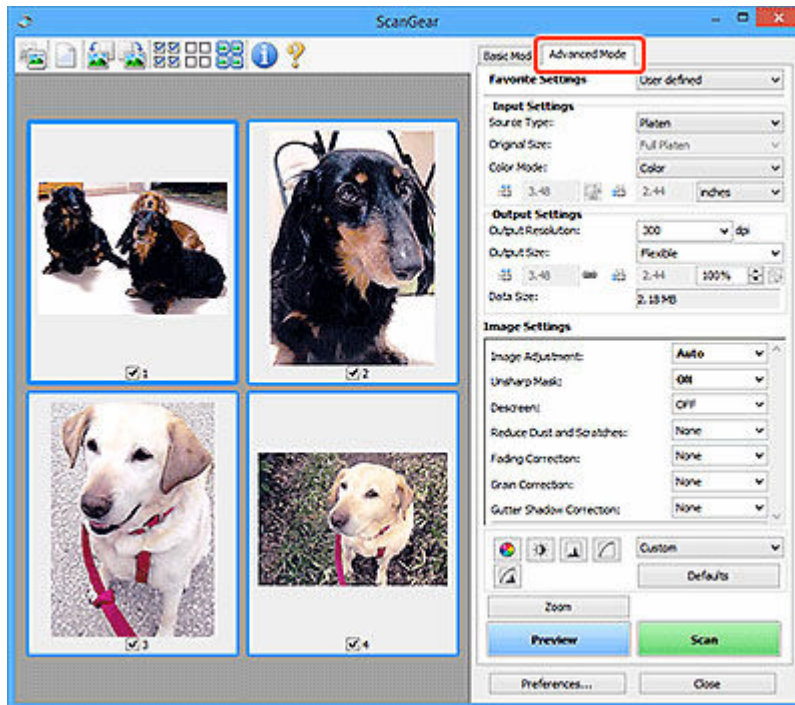 ScanGear
Basic Mod Advanced Mode
Favorite Settings User defined
Input Settings
Source Type: Platen
Original Size: Full Platen
Color Mode: Color
3.48 2.44 inches
Output Settings
Output Resolution: 300 dpi
Output Size: Flexible
3.48 2.44 100%
Data Size: 2.18 MB
Image Settings
Image Adjustment: Auto
Unsharp Mask: ON
Descreen: OFF
Reduce Dust and Scratches: None
Fading Correction: None
Grain Correction: None
Gutter Shadow Correction: None
Custom
Defaults
Zoom
Preview Scan
Preferences... Close
1
2
3
4